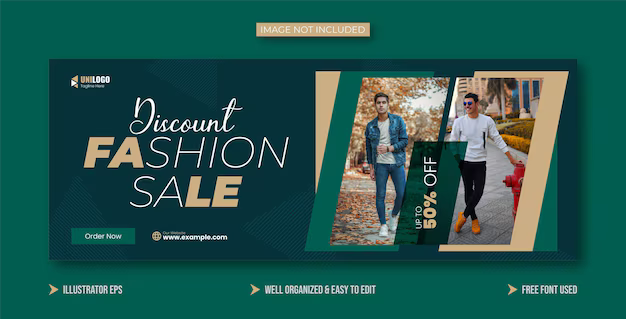 IMAGE NOT INCLUDED
UNILOGO
Tagline Here
Discount
FASHION
SALE
UP TO
50% OFF
Order Now
Our Website
www.example.com
ILLUSTRATOR EPS
WELL ORGANIZED & EASY TO EDIT
FREE FONT USED